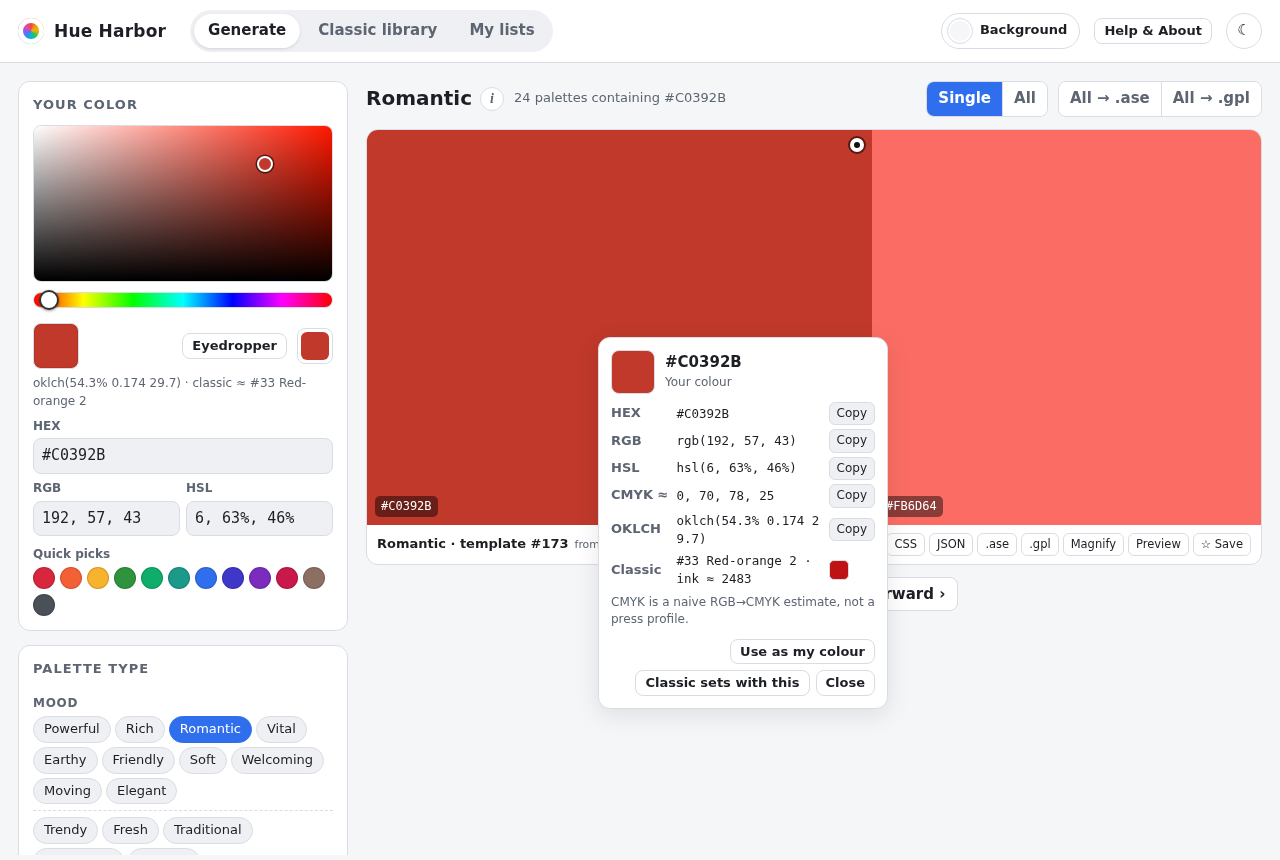 Hue Harbor
Generate
Classic library
My lists
Background
Help & About
YOUR COLOR
Eyedropper
oklch(54.3% 0.174 29.7) · classic ≈ #33 Red-
orange 2
HEX
#C0392B
RGB
HSL
192, 57, 43
6, 63%, 46%
Quick picks
PALETTE TYPE
MOOD
Powerful
Rich
Romantic
Vital
Earthy
Friendly
Soft
Welcoming
Moving
Elegant
Trendy
Fresh
Traditional
Romantic
i
24 palettes containing #C0392B
Single
All
All → .ase
All → .gpl
#C0392B
#FB6D64
Romantic · template #173 from
CSS
JSON
.ase
.gpl
Magnify
Preview
☆ Save
rward ›
#C0392B
Your colour
HEX #C0392B Copy
RGB rgb(192, 57, 43) Copy
HSL hsl(6, 63%, 46%) Copy
CMYK ≈ 0, 70, 78, 25 Copy
OKLCH oklch(54.3% 0.174 2
9.7) Copy
Classic #33 Red-orange 2 ·
ink ≈ 2483
CMYK is a naive RGB→CMYK estimate, not a
press profile.
Use as my colour
Classic sets with this
Close